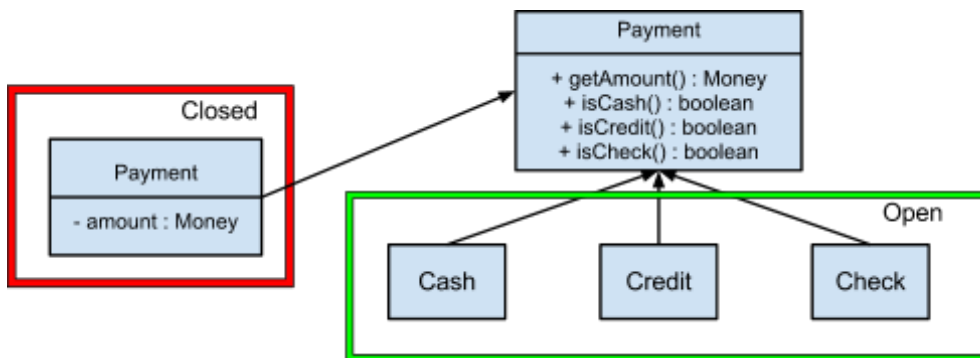 Payment
+ getAmount() : Money
+ isCash() : boolean
+ isCredit() : boolean
+ isCheck() : boolean
Closed
Payment
- amount : Money
Open
Cash
Credit
Check